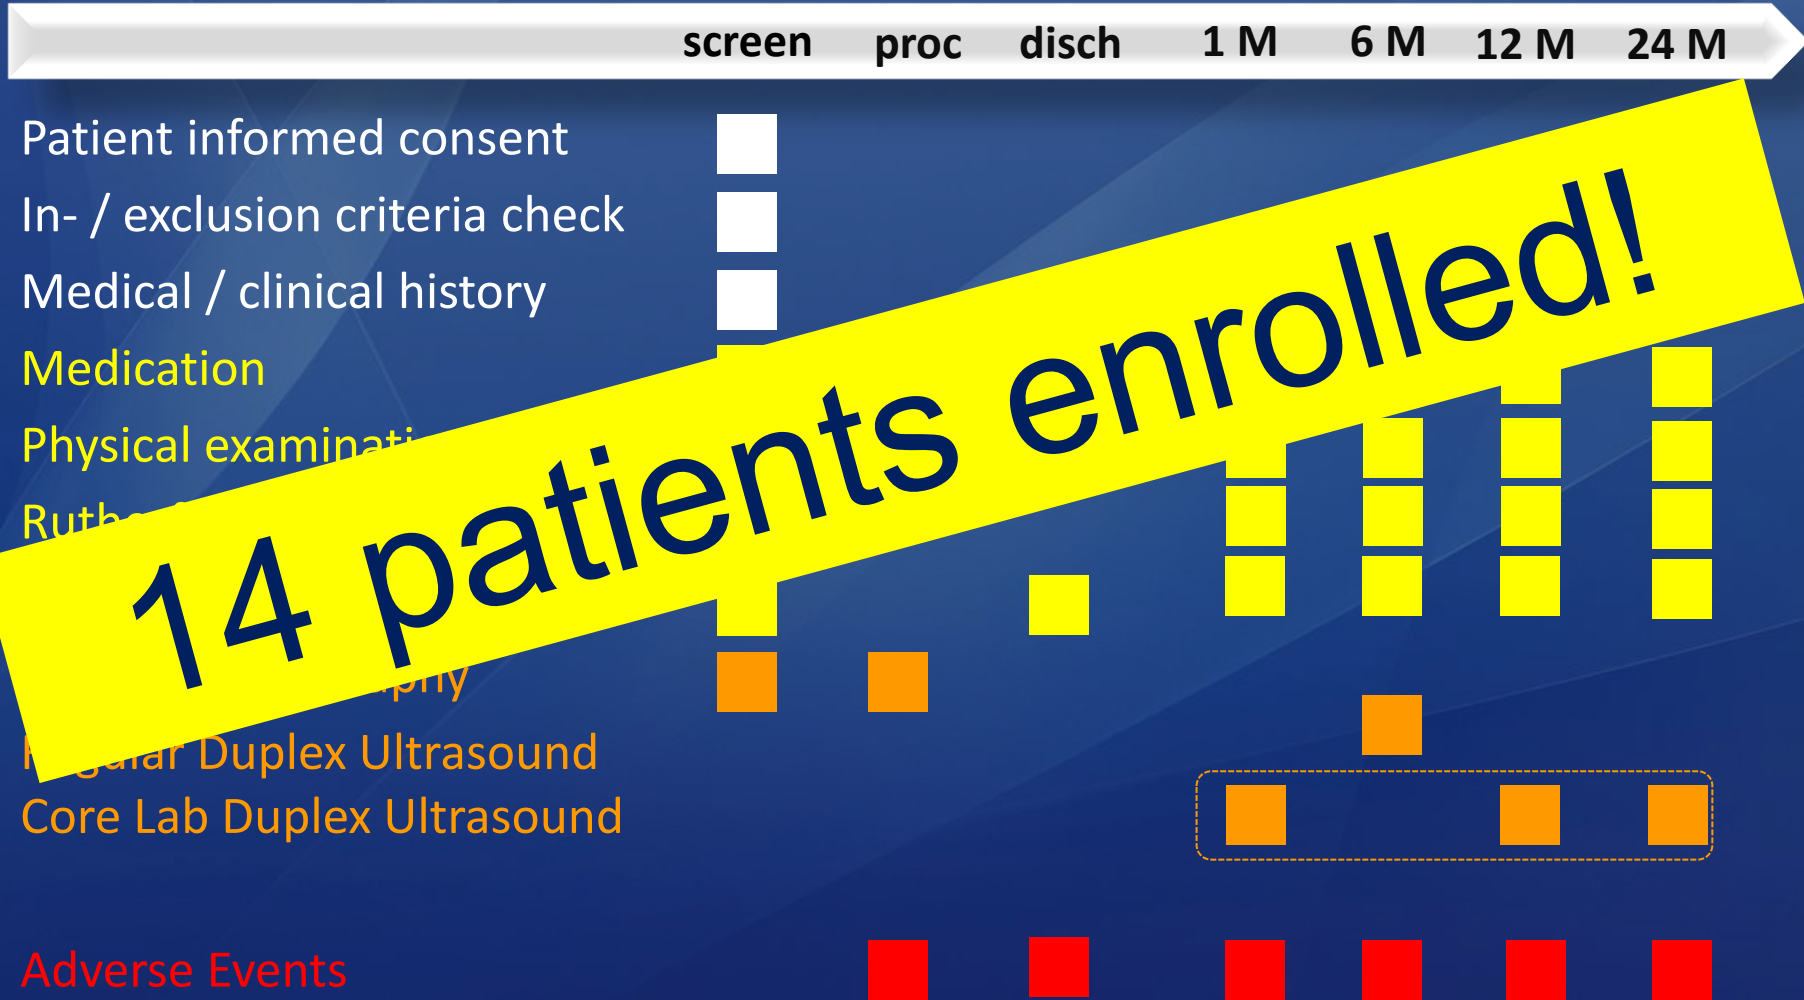 screen proc disch 1 M 6 M 12 M 24 M
Patient informed consent
In- / exclusion criteria check
Medical / clinical history
Medication
Physical
14 patients enrolled!
Duplex Ultrasound
Core Lab Duplex Ultrasound
Adverse Events